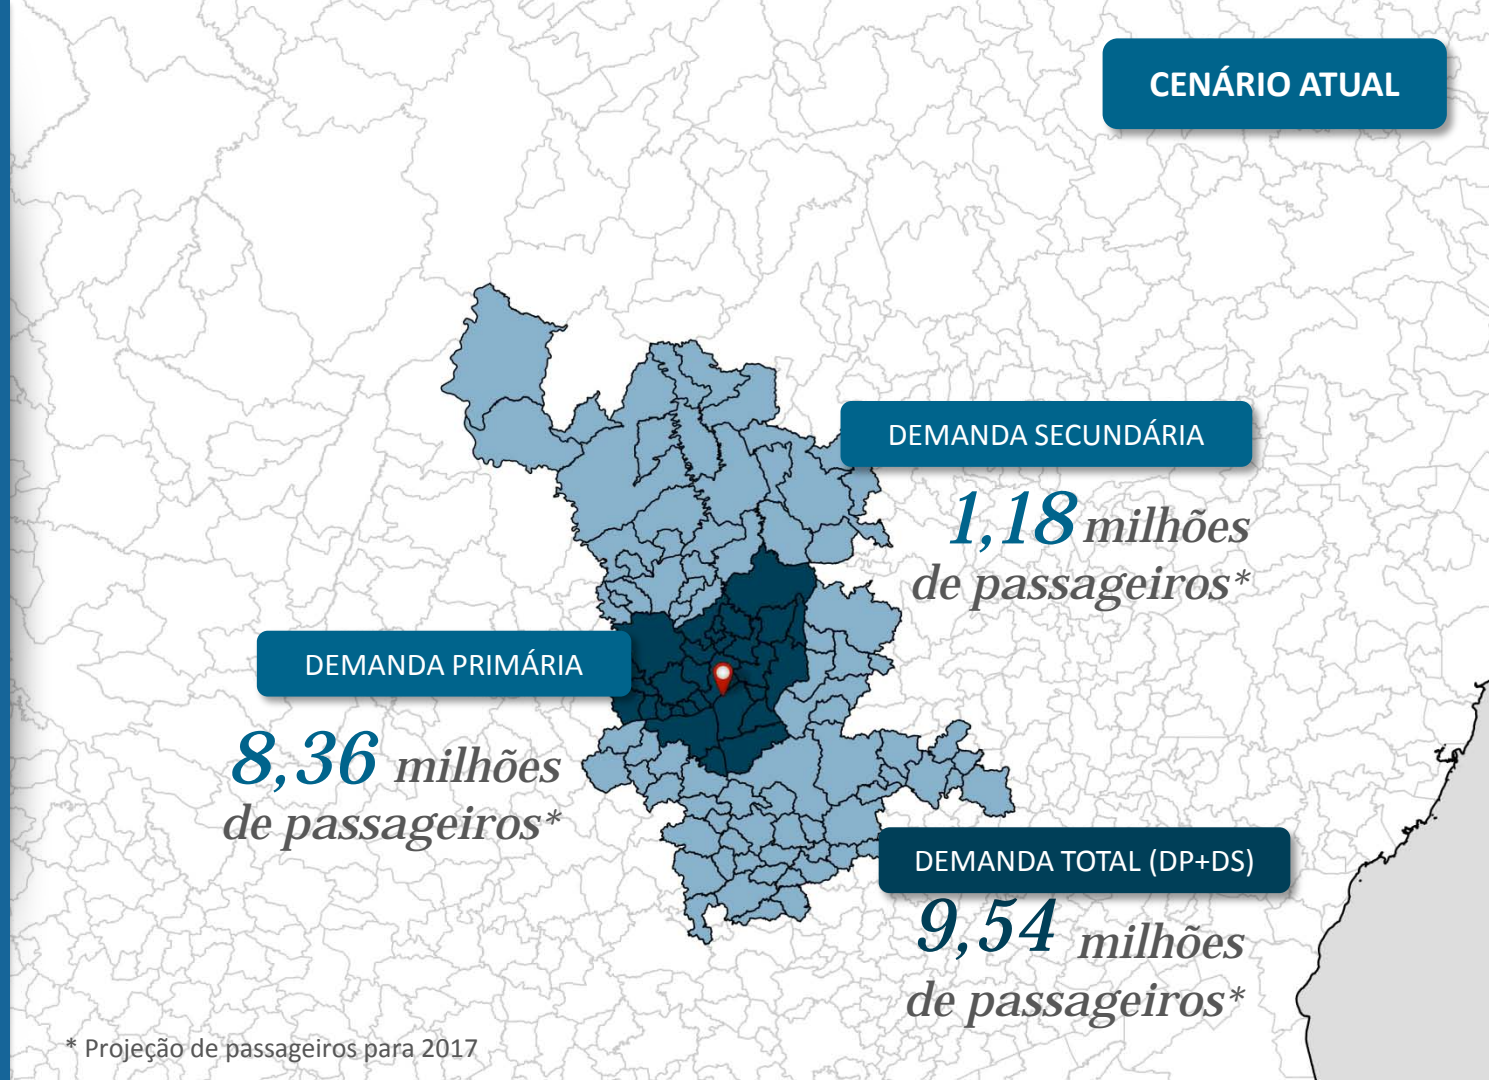 CENÁRIO ATUAL
DEMANDA SECUNDÁRIA
1,18 milhões
de passageiros*
DEMANDA PRIMÁRIA
8,36 milhões
de passageiros*
DEMANDA TOTAL (DP+DS)
9,54 milhões
de passageiros*
* Projeção de passageiros para 2017